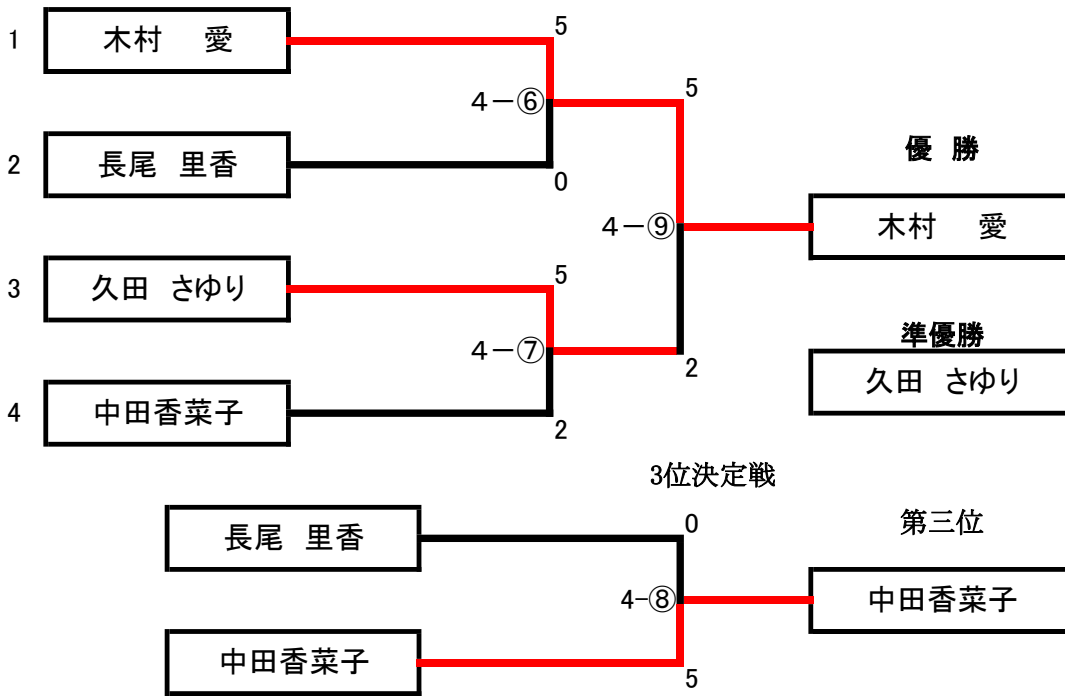 1 木村　愛
5
4－⑥
5
2 長尾　里香
0
優 勝
4－⑨
木村　愛
3 久田　さゆり
5
4－⑦
準優勝
2
久田　さゆり
4 中田香菜子
2
3位決定戦
長尾　里香
0
第三位
4-⑧
中田香菜子
中田香菜子
5